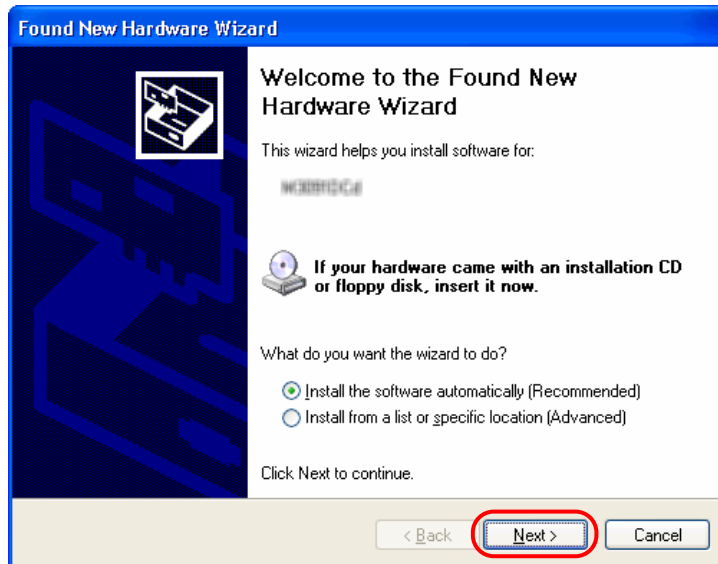 Found New Hardware Wizard
Welcome to the Found New
Hardware Wizard
This wizard helps you install software for:
If your hardware came with an installation CD
or floppy disk, insert it now.
What do you want the wizard to do?
Install the software automatically (Recommended)
Install from a list or specific location (Advanced)
Click Next to continue.
< Back Next > Cancel